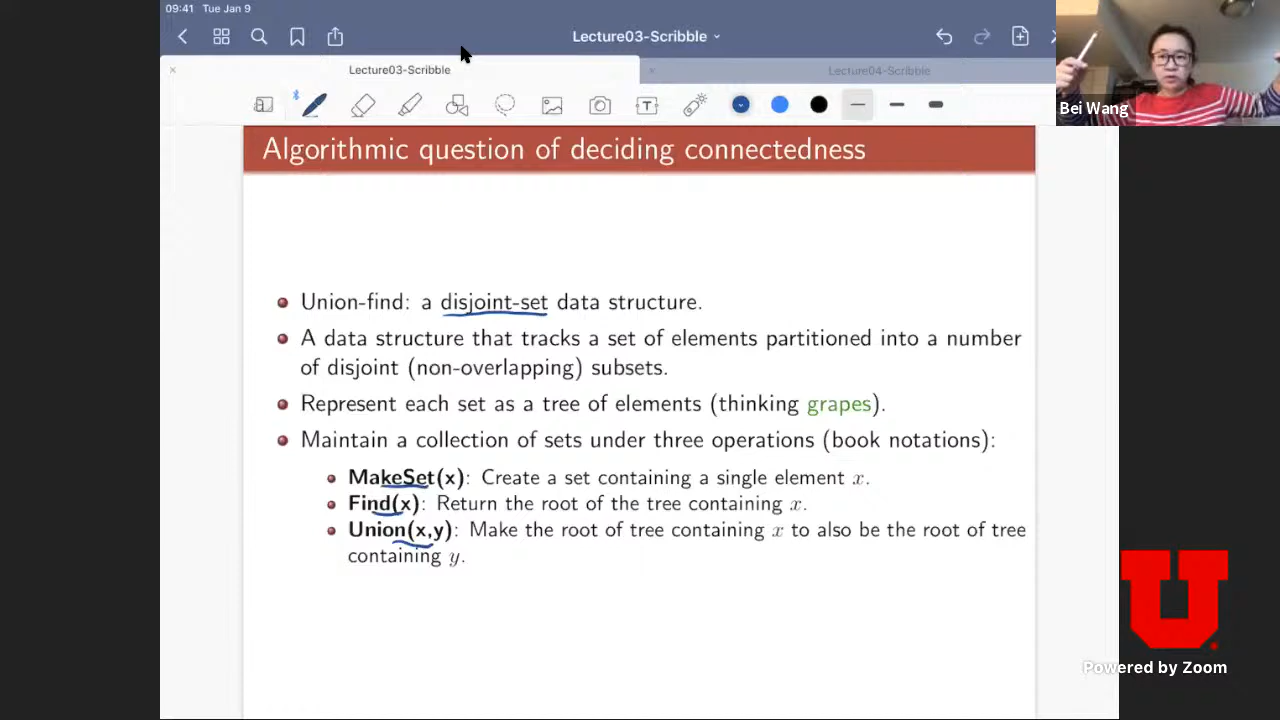 09:41 Tue Jan 9
Lecture03-Scribble
Lecture03-Scribble
Lecture04-Scribble
T
Bei Wang
Algorithmic question of deciding connectedness
Union-find: a disjoint-set data structure.
A data structure that tracks a set of elements partitioned into a number
of disjoint (non-overlapping) subsets.
Represent each set as a tree of elements (thinking grapes).
Maintain a collection of sets under three operations (book notations):
MakeSet(x): Create a set containing a single element x.
Find(x): Return the root of the tree containing x.
Union(x,y): Make the root of tree containing x to also be the root of tree
containing y.
U
Powered by Zoom